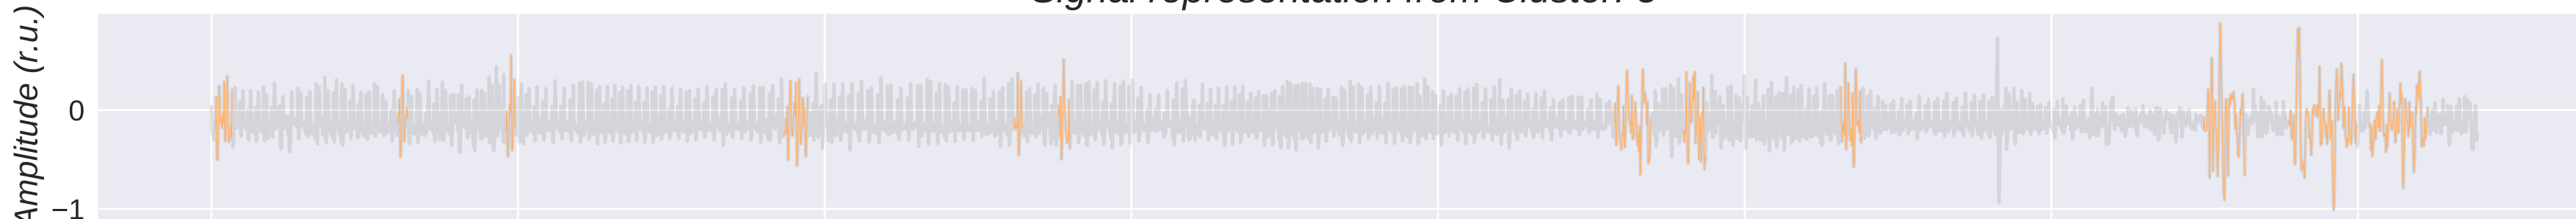 Signal representation from Cluster:
Amplitude (r.u.)
0
−1